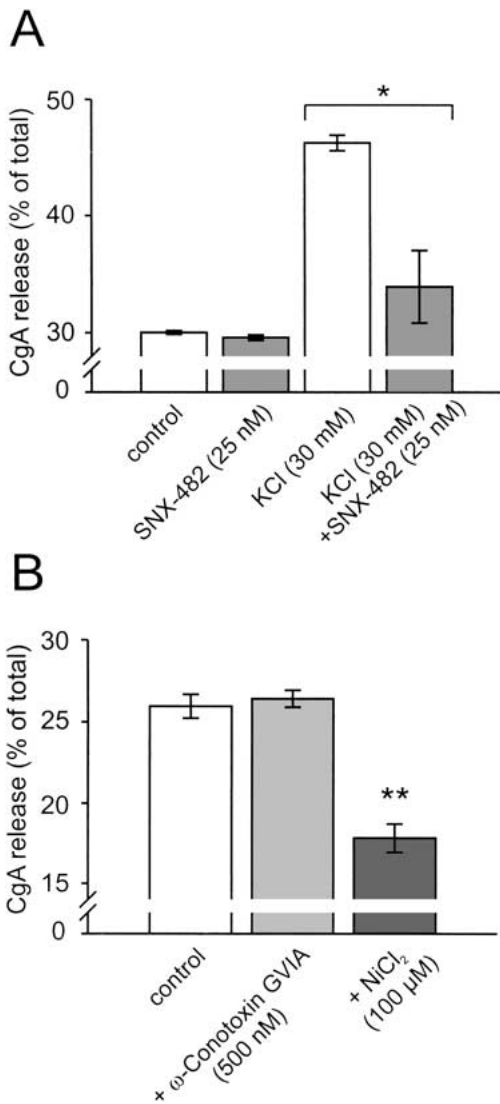 A
CgA release (% of total)
50
40
30
0
*
control
SNX-482 (25 nM)
KCl (30 mM)
KCl (30 mM)
+SNX-482 (25 nM)
B
CgA release (% of total)
30
25
20
15
0
**
control
+ ω-Conotoxin GVIA
(500 nM)
+ NiCl₂
(100 µM)